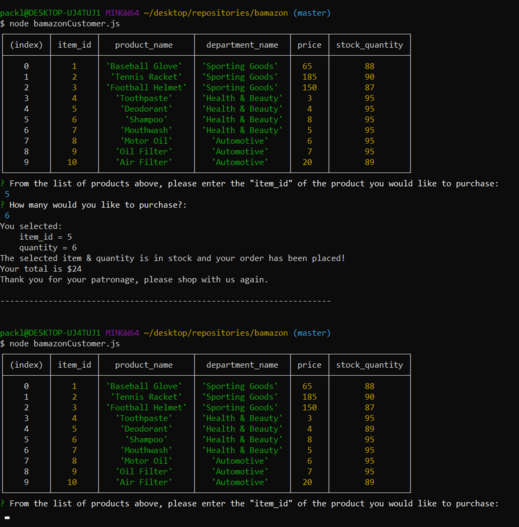 packl@DESKTOP-UJ4TUJ1 MINGW64 ~/desktop/repositories/bamazon (master)
$ node bamazonCustomer.js
(index) item_id product_name department_name price stock_quantity
0 1 'Baseball Glove' 'Sporting Goods' 65 88
1 2 'Tennis Racket' 'Sporting Goods' 185 90
2 3 'Football Helmet' 'Sporting Goods' 150 87
3 4 'Toothpaste' 'Health & Beauty' 3 95
4 5 'Deodorant' 'Health & Beauty' 4 95
5 6 'Shampoo' 'Health & Beauty' 8 95
6 7 'Mouthwash' 'Health & Beauty' 5 95
7 8 'Motor Oil' 'Automotive' 6 95
8 9 'Oil Filter' 'Automotive' 7 95
9 10 'Air Filter' 'Automotive' 20 89
? From the list of products above, please enter the "item_id" of the product you would like to purchase:
5
? How many would you like to purchase?:
6
You selected:
item_id = 5
quantity = 6
The selected item & quantity is in stock and your order has been placed!
Your total is $24
Thank you for your patronage, please shop with us again.
-------------------------------------------------------------------
packl@DESKTOP-UJ4TUJ1 MINGW64 ~/desktop/repositories/bamazon (master)
$ node bamazonCustomer.js
(index) item_id product_name department_name price stock_quantity
0 1 'Baseball Glove' 'Sporting Goods' 65 88
1 2 'Tennis Racket' 'Sporting Goods' 185 90
2 3 'Football Helmet' 'Sporting Goods' 150 87
3 4 'Toothpaste' 'Health & Beauty' 3 95
4 5 'Deodorant' 'Health & Beauty' 4 89
5 6 'Shampoo' 'Health & Beauty' 8 95
6 7 'Mouthwash' 'Health & Beauty' 5 95
7 8 'Motor Oil' 'Automotive' 6 95
8 9 'Oil Filter' 'Automotive' 7 95
9 10 'Air Filter' 'Automotive' 20 89
? From the list of products above, please enter the "item_id" of the product you would like to purchase: